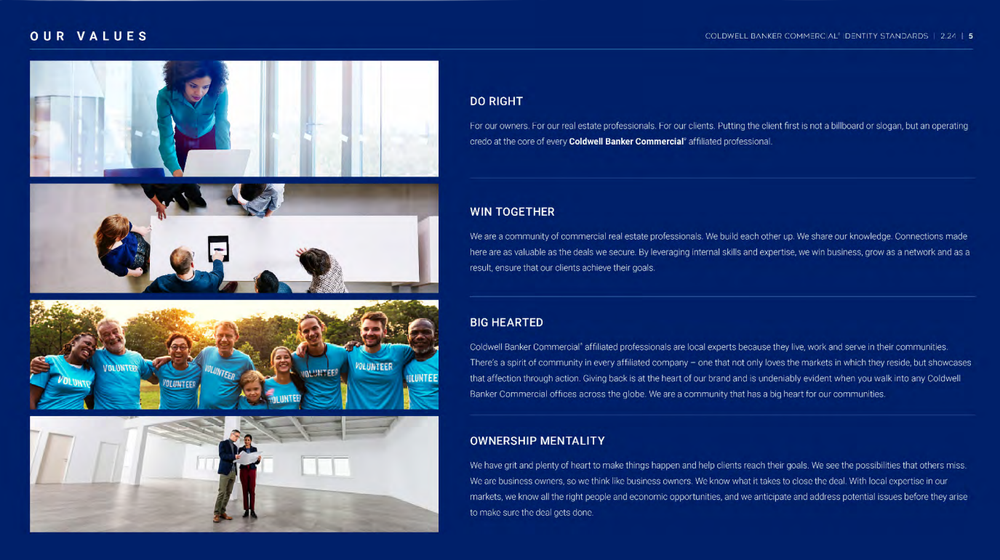 OUR VALUES
COLDWELL BANKER COMMERCIAL® IDENTITY STANDARDS | 2.24 | 5
DO RIGHT
For our owners. For our real estate professionals. For our clients. Putting the client first is not a billboard or slogan, but an operating
credo at the core of every Coldwell Banker Commercial® affiliated professional.
WIN TOGETHER
We are a community of commercial real estate professionals. We build each other up. We share our knowledge. Connections made
here are as valuable as the deals we secure. By leveraging internal skills and expertise, we win business, grow as a network and as a
result, ensure that our clients achieve their goals.
VOLUNTEER
VOLUNTEER
VOLUNTEER
VOLUNTEER
VOLUNTEER
VOLUNTEER
VOLUNTEER
OLUNTEE
BIG HEARTED
Coldwell Banker Commercial® affiliated professionals are local experts because they live, work and serve in their communities.
There's a spirit of community in every affiliated company – one that not only loves the markets in which they reside, but showcases
that affection through action. Giving back is at the heart of our brand and is undeniably evident when you walk into any Coldwell
Banker Commercial offices across the globe. We are a community that has a big heart for our communities.
OWNERSHIP MENTALITY
We have grit and plenty of heart to make things happen and help clients reach their goals. We see the possibilities that others miss.
We are business owners, so we think like business owners. We know what it takes to close the deal. With local expertise in our
markets, we know all the right people and economic opportunities, and we anticipate and address potential issues before they arise
to make sure the deal gets done.